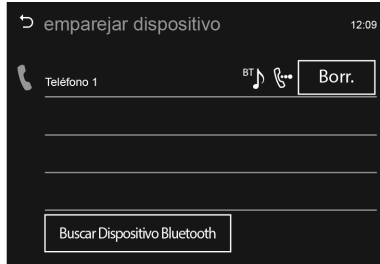 emparejar dispositivo 12:09
Teléfono 1 BT Borr.
Buscar Dispositivo Bluetooth